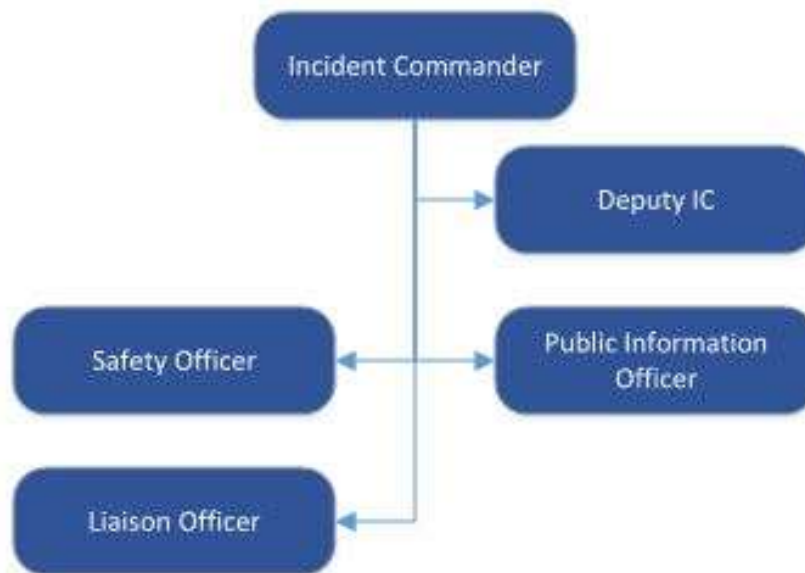 Incident Commander
Deputy IC
Safety Officer
Public Information
Officer
Liaison Officer